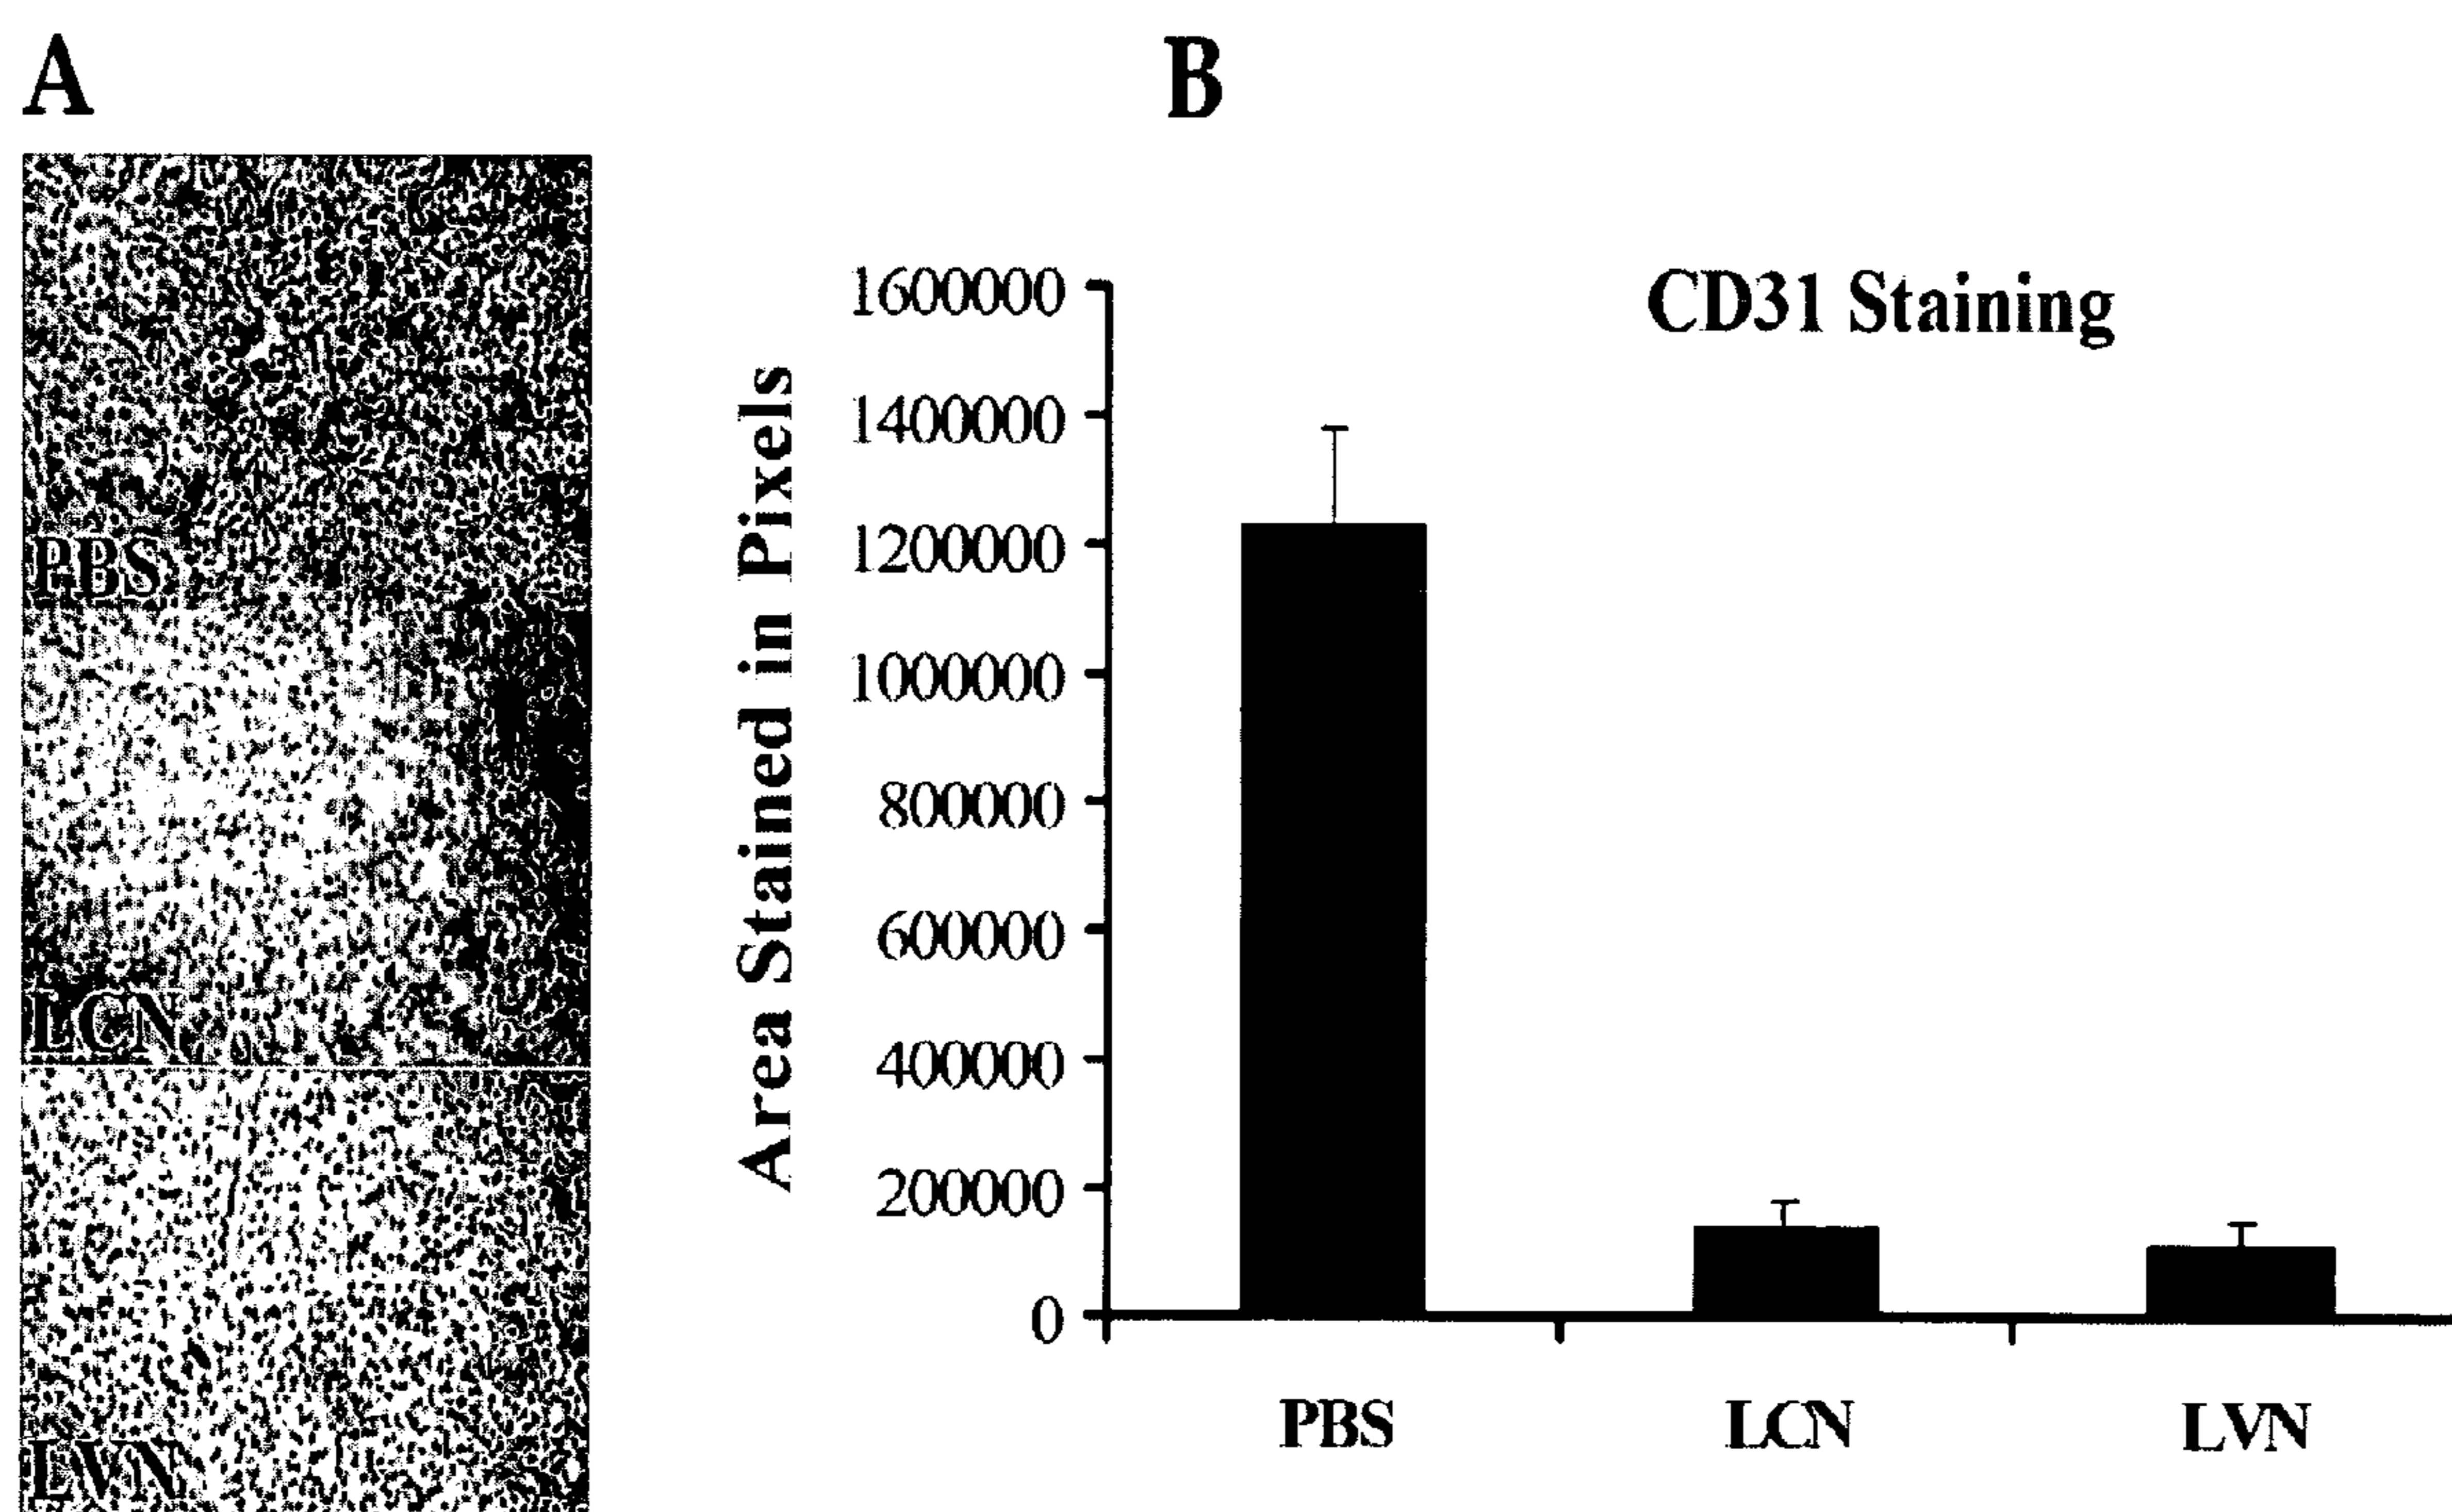 A
PBS
LCN
LVN
B
CD31 Staining
Area Stained in Pixels
1600000
1400000
1200000
1000000
800000
600000
400000
200000
0
PBS
LCN
LVN